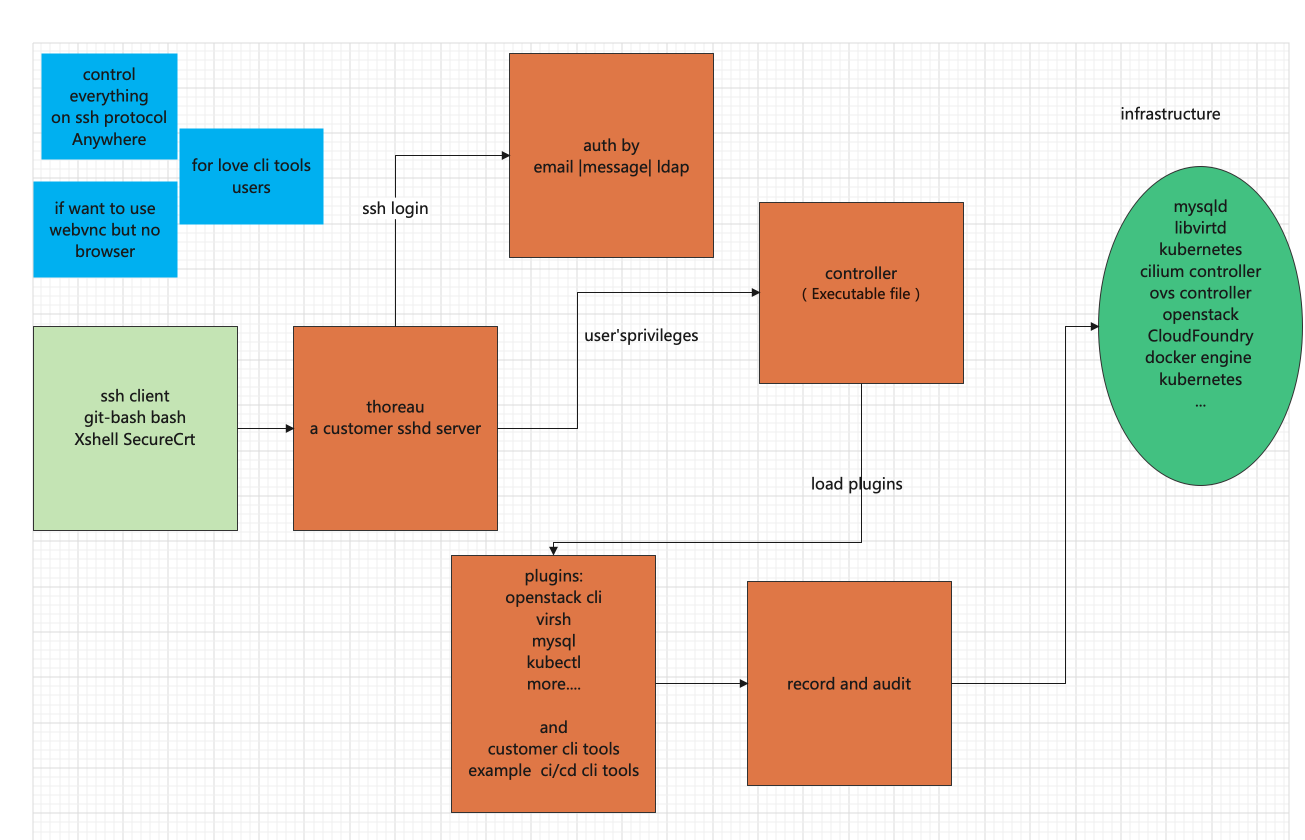 control
everything
on ssh protocol
Anywhere
for love cli tools
users
if want to use
webvnc but no
browser
auth by
email |message| ldap
infrastructure
ssh login
mysqld
libvirtd
kubernetes
cilium controller
ovs controller
openstack
CloudFoundry
docker engine
kubernetes
...
controller
( Executable file )
user'sprivileges
ssh client
git-bash bash
Xshell SecureCrt
thoreau
a customer sshd server
load plugins
plugins:
openstack cli
virsh
mysql
kubectl
more....
and
customer cli tools
example  ci/cd cli tools
record and audit